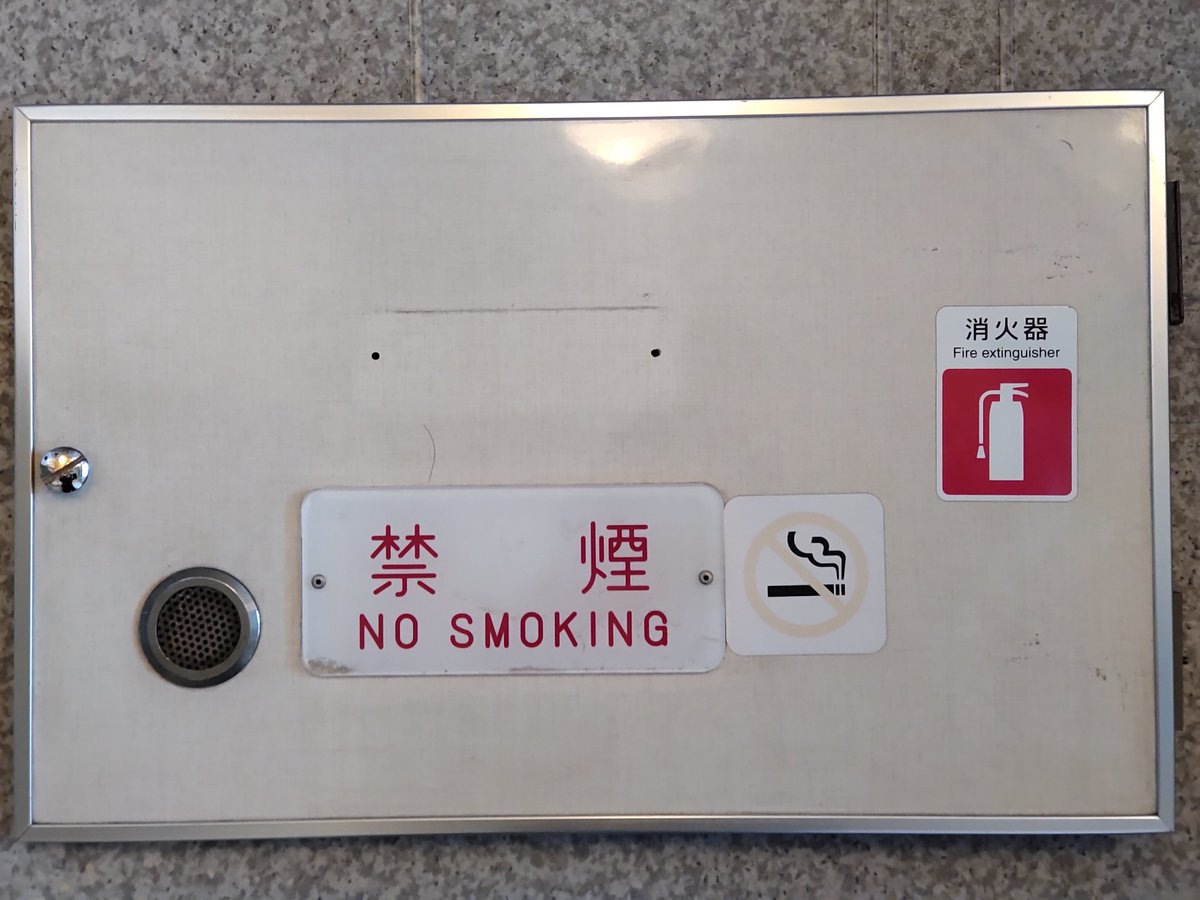 消火器
Fire extinguisher
禁 煙
NO SMOKING